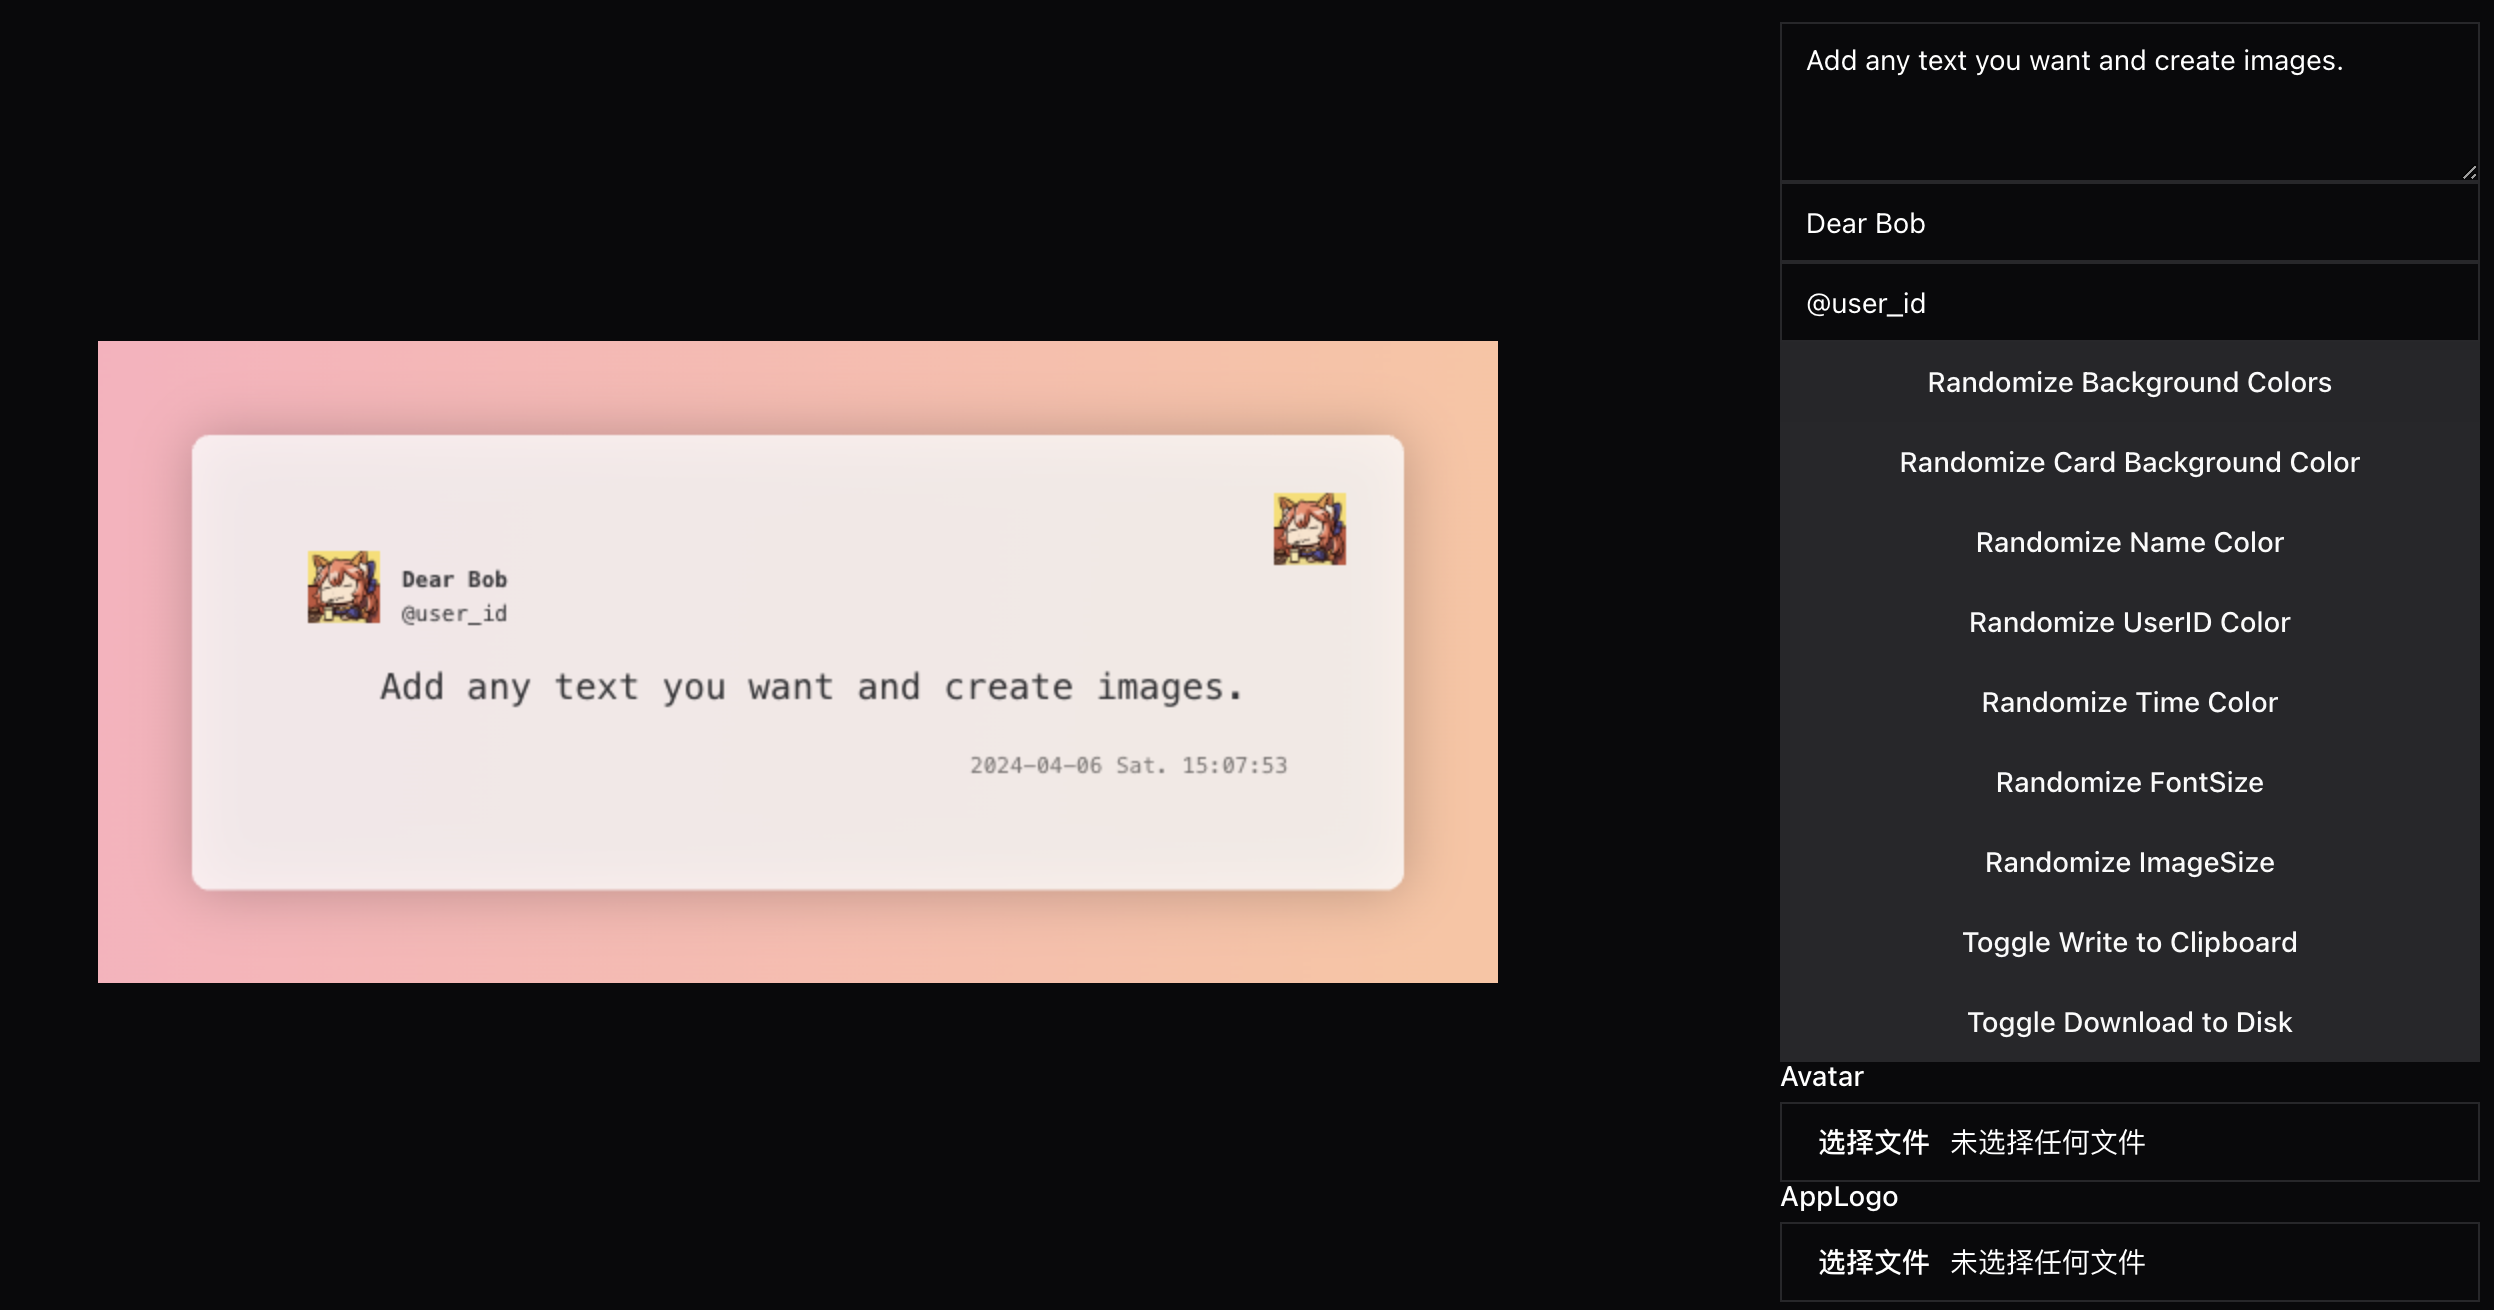 Dear Bob
@user_id
Add any text you want and create images.
2024-04-06 Sat. 15:07:53
Add any text you want and create images.
Dear Bob
@user_id
Randomize Background Colors
Randomize Card Background Color
Randomize Name Color
Randomize UserID Color
Randomize Time Color
Randomize FontSize
Randomize ImageSize
Toggle Write to Clipboard
Toggle Download to Disk
Avatar
选择文件 未选择任何文件
AppLogo
选择文件 未选择任何文件